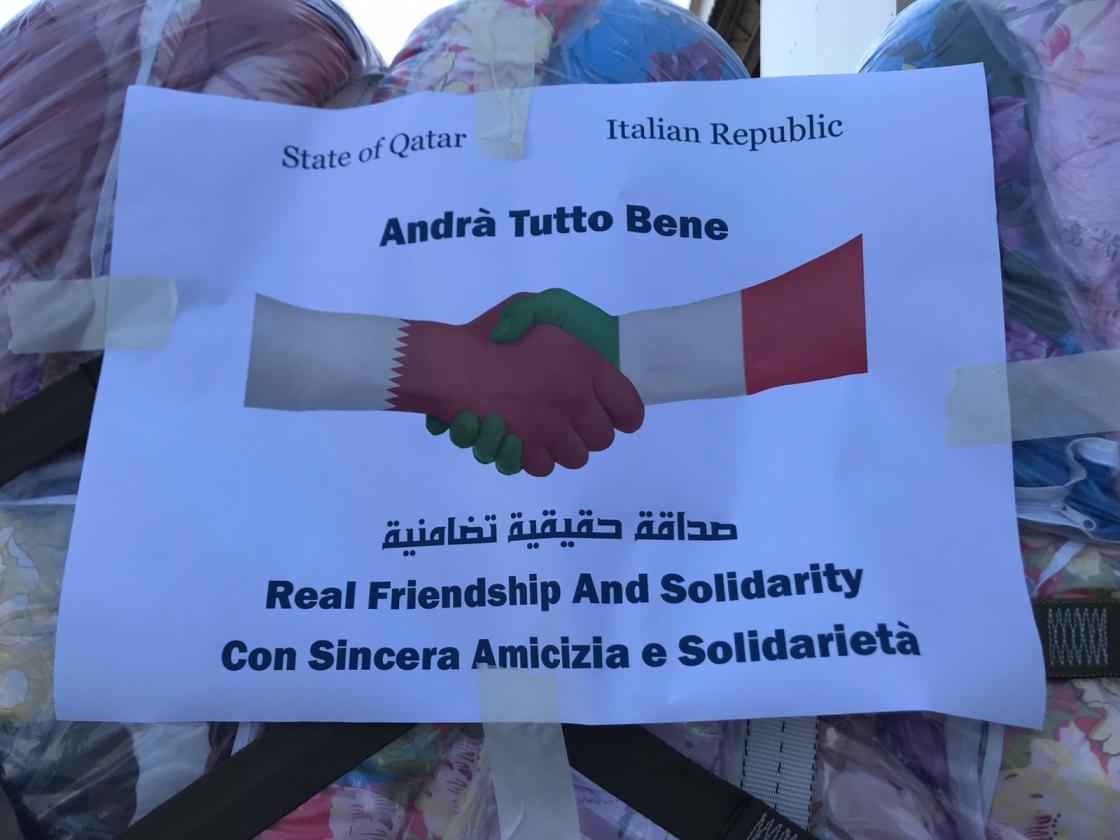 State of Qatar
Italian Republic
Andrà Tutto Bene
صداقة حقيقية تضامنية
Real Friendship And Solidarity
Con Sincera Amicizia e Solidarietà